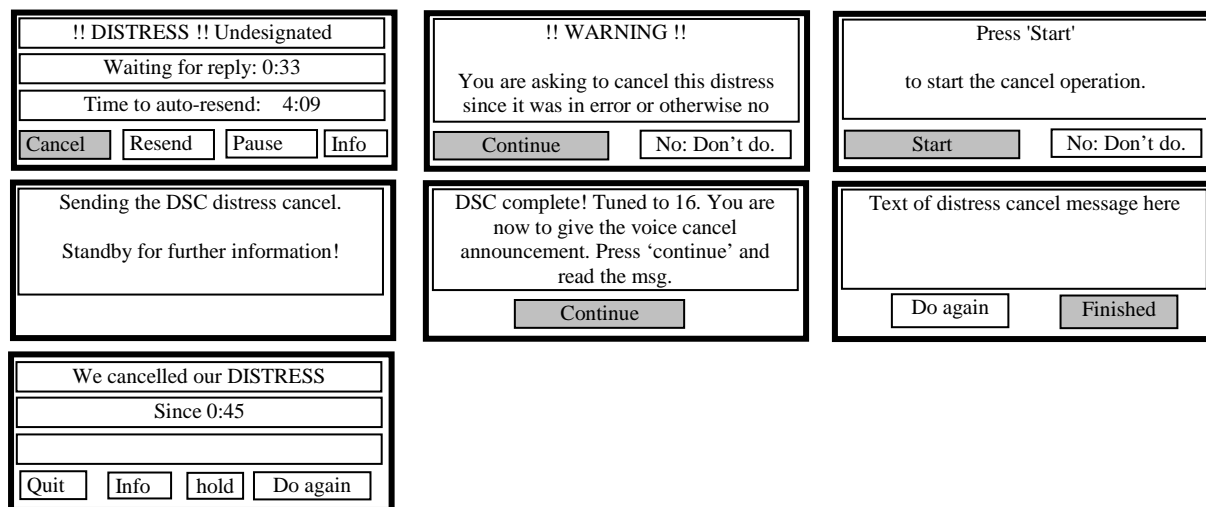 !! DISTRESS !! Undesignated
Waiting for reply: 0:33
Time to auto-resend: 4:09
Cancel Resend Pause Info
!! WARNING !!
You are asking to cancel this distress
since it was in error or otherwise no
Continue No: Don’t do.
Press 'Start'
to start the cancel operation.
Start No: Don’t do.
Sending the DSC distress cancel.
Standby for further information!
DSC complete! Tuned to 16. You are
now to give the voice cancel
announcement. Press ‘continue’ and
read the msg.
Continue
Text of distress cancel message here
Do again Finished
We cancelled our DISTRESS
Since 0:45
Quit Info hold Do again